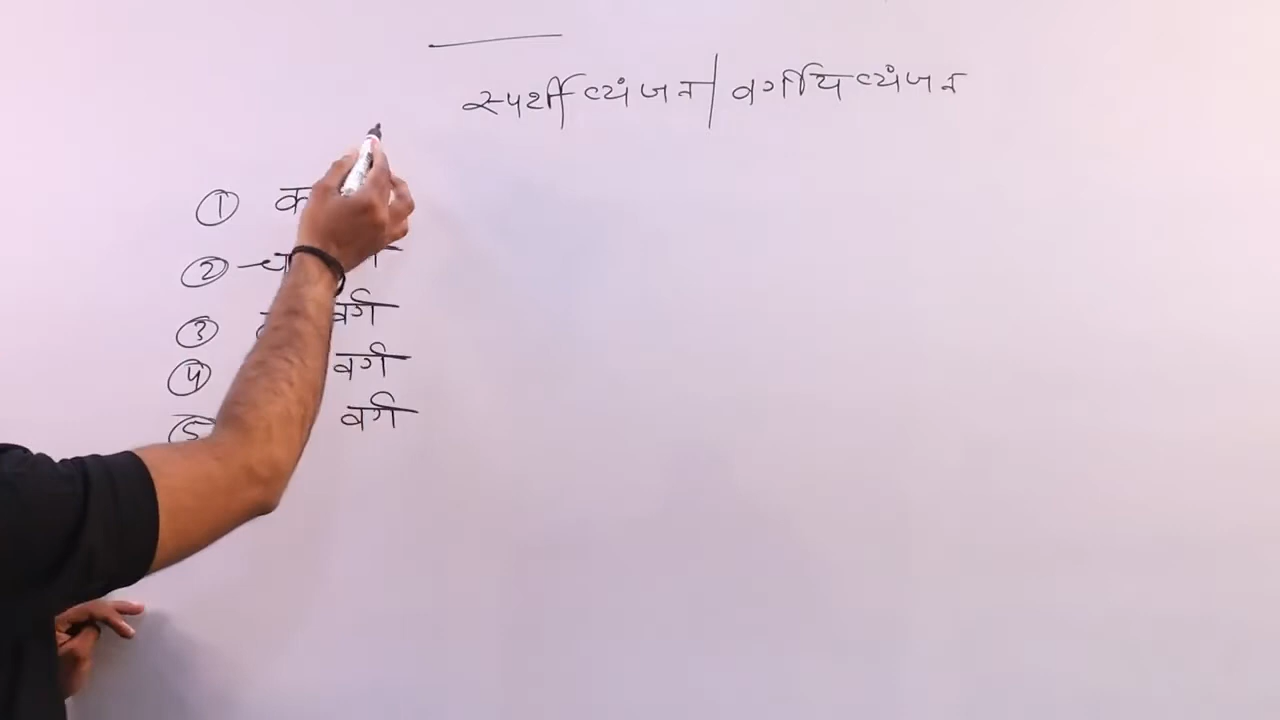 स्पर्शी व्यंजन / वर्गीय व्यंजन
① क
② च
③ वर्ग
④ वर्ग
⑤ वर्ग